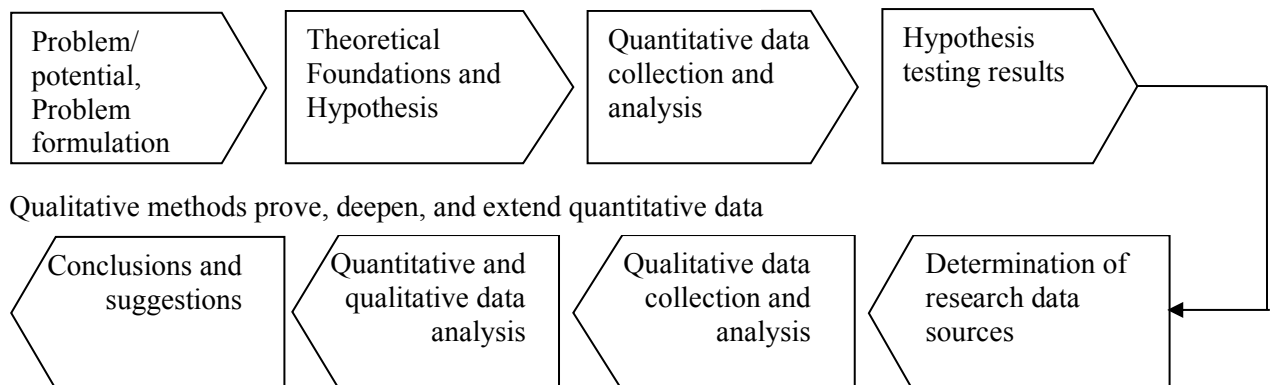 Problem/
potential,
Problem
formulation
Theoretical
Foundations and
Hypothesis
Quantitative data
collection and
analysis
Hypothesis
testing results
Qualitative methods prove, deepen, and extend quantitative data
Conclusions and
suggestions
Quantitative and
qualitative data
analysis
Qualitative data
collection and
analysis
Determination of
research data
sources